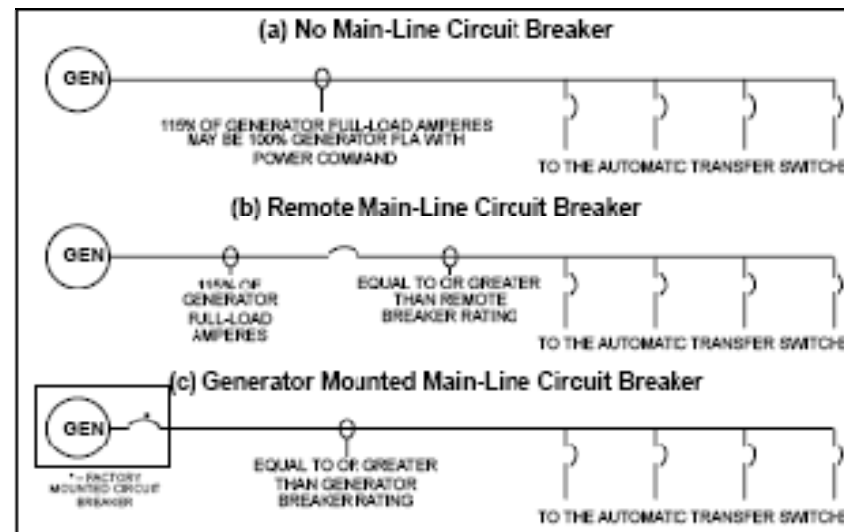 (a) No Main-Line Circuit Breaker
GEN
115% OF GENERATOR FULL-LOAD AMPERES
MAY BE 100% GENERATOR FLA WITH
POWER COMMAND
TO THE AUTOMATIC TRANSFER SWITCHE
(b) Remote Main-Line Circuit Breaker
GEN
115% OF
GENERATOR
FULL-LOAD
AMPERES
EQUAL TO OR GREATER
THAN REMOTE
BREAKER RATING
TO THE AUTOMATIC TRANSFER SWITCHE
(c) Generator Mounted Main-Line Circuit Breaker
GEN
*
* - FACTORY
MOUNTED CIRCUIT
BREAKER
EQUAL TO OR GREATER
THAN GENERATOR
BREAKER RATING
TO THE AUTOMATIC TRANSFER SWITCHE